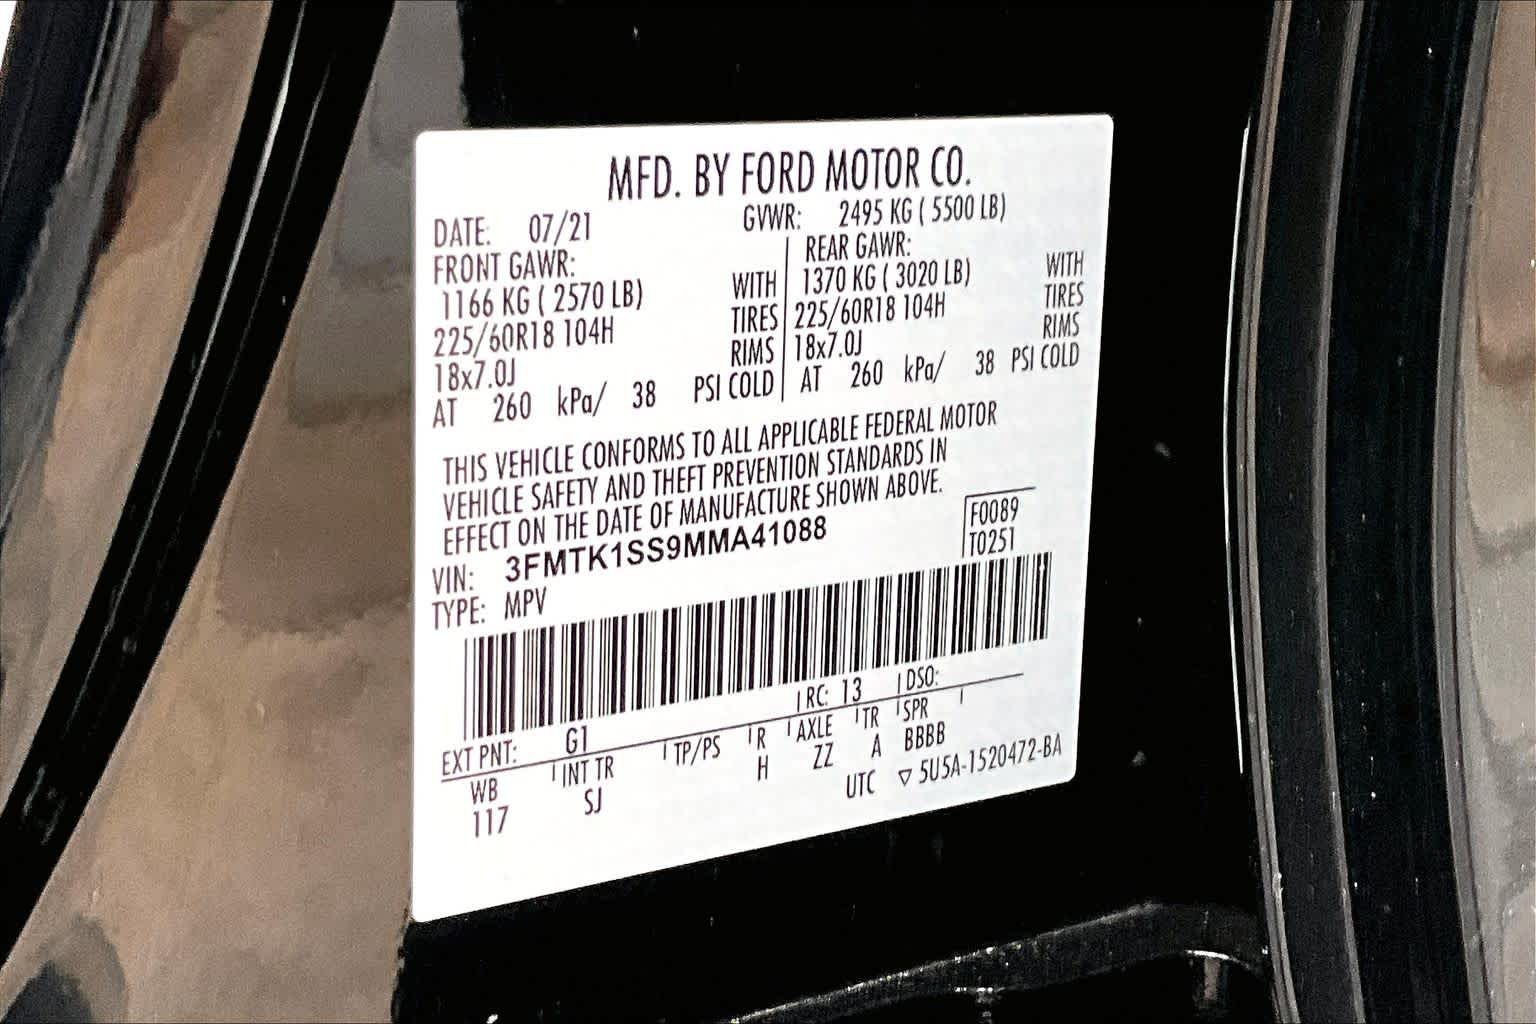 MFD. BY FORD MOTOR CO.
DATE: 07/21 GVWR: 2495 KG ( 5500 LB)
FRONT GAWR: REAR GAWR:
1166 KG ( 2570 LB) WITH 1370 KG ( 3020 LB) WITH
225/60R18 104H TIRES 225/60R18 104H TIRES
18x7.0J RIMS 18x7.0J RIMS
AT 260 kPa/ 38 PSI COLD AT 260 kPa/ 38 PSI COLD
THIS VEHICLE CONFORMS TO ALL APPLICABLE FEDERAL MOTOR
VEHICLE SAFETY AND THEFT PREVENTION STANDARDS IN
EFFECT ON THE DATE OF MANUFACTURE SHOWN ABOVE.
VIN: 3FMTK1SS9MMA41088 F0089
TYPE: MPV T0251
EXT PNT: G1 RC: 13 DSO:
WB INT TR TP/PS R AXLE TR SPR
117 SJ H ZZ A BBBB
UTC ▽ 5U5A-1520472-BA